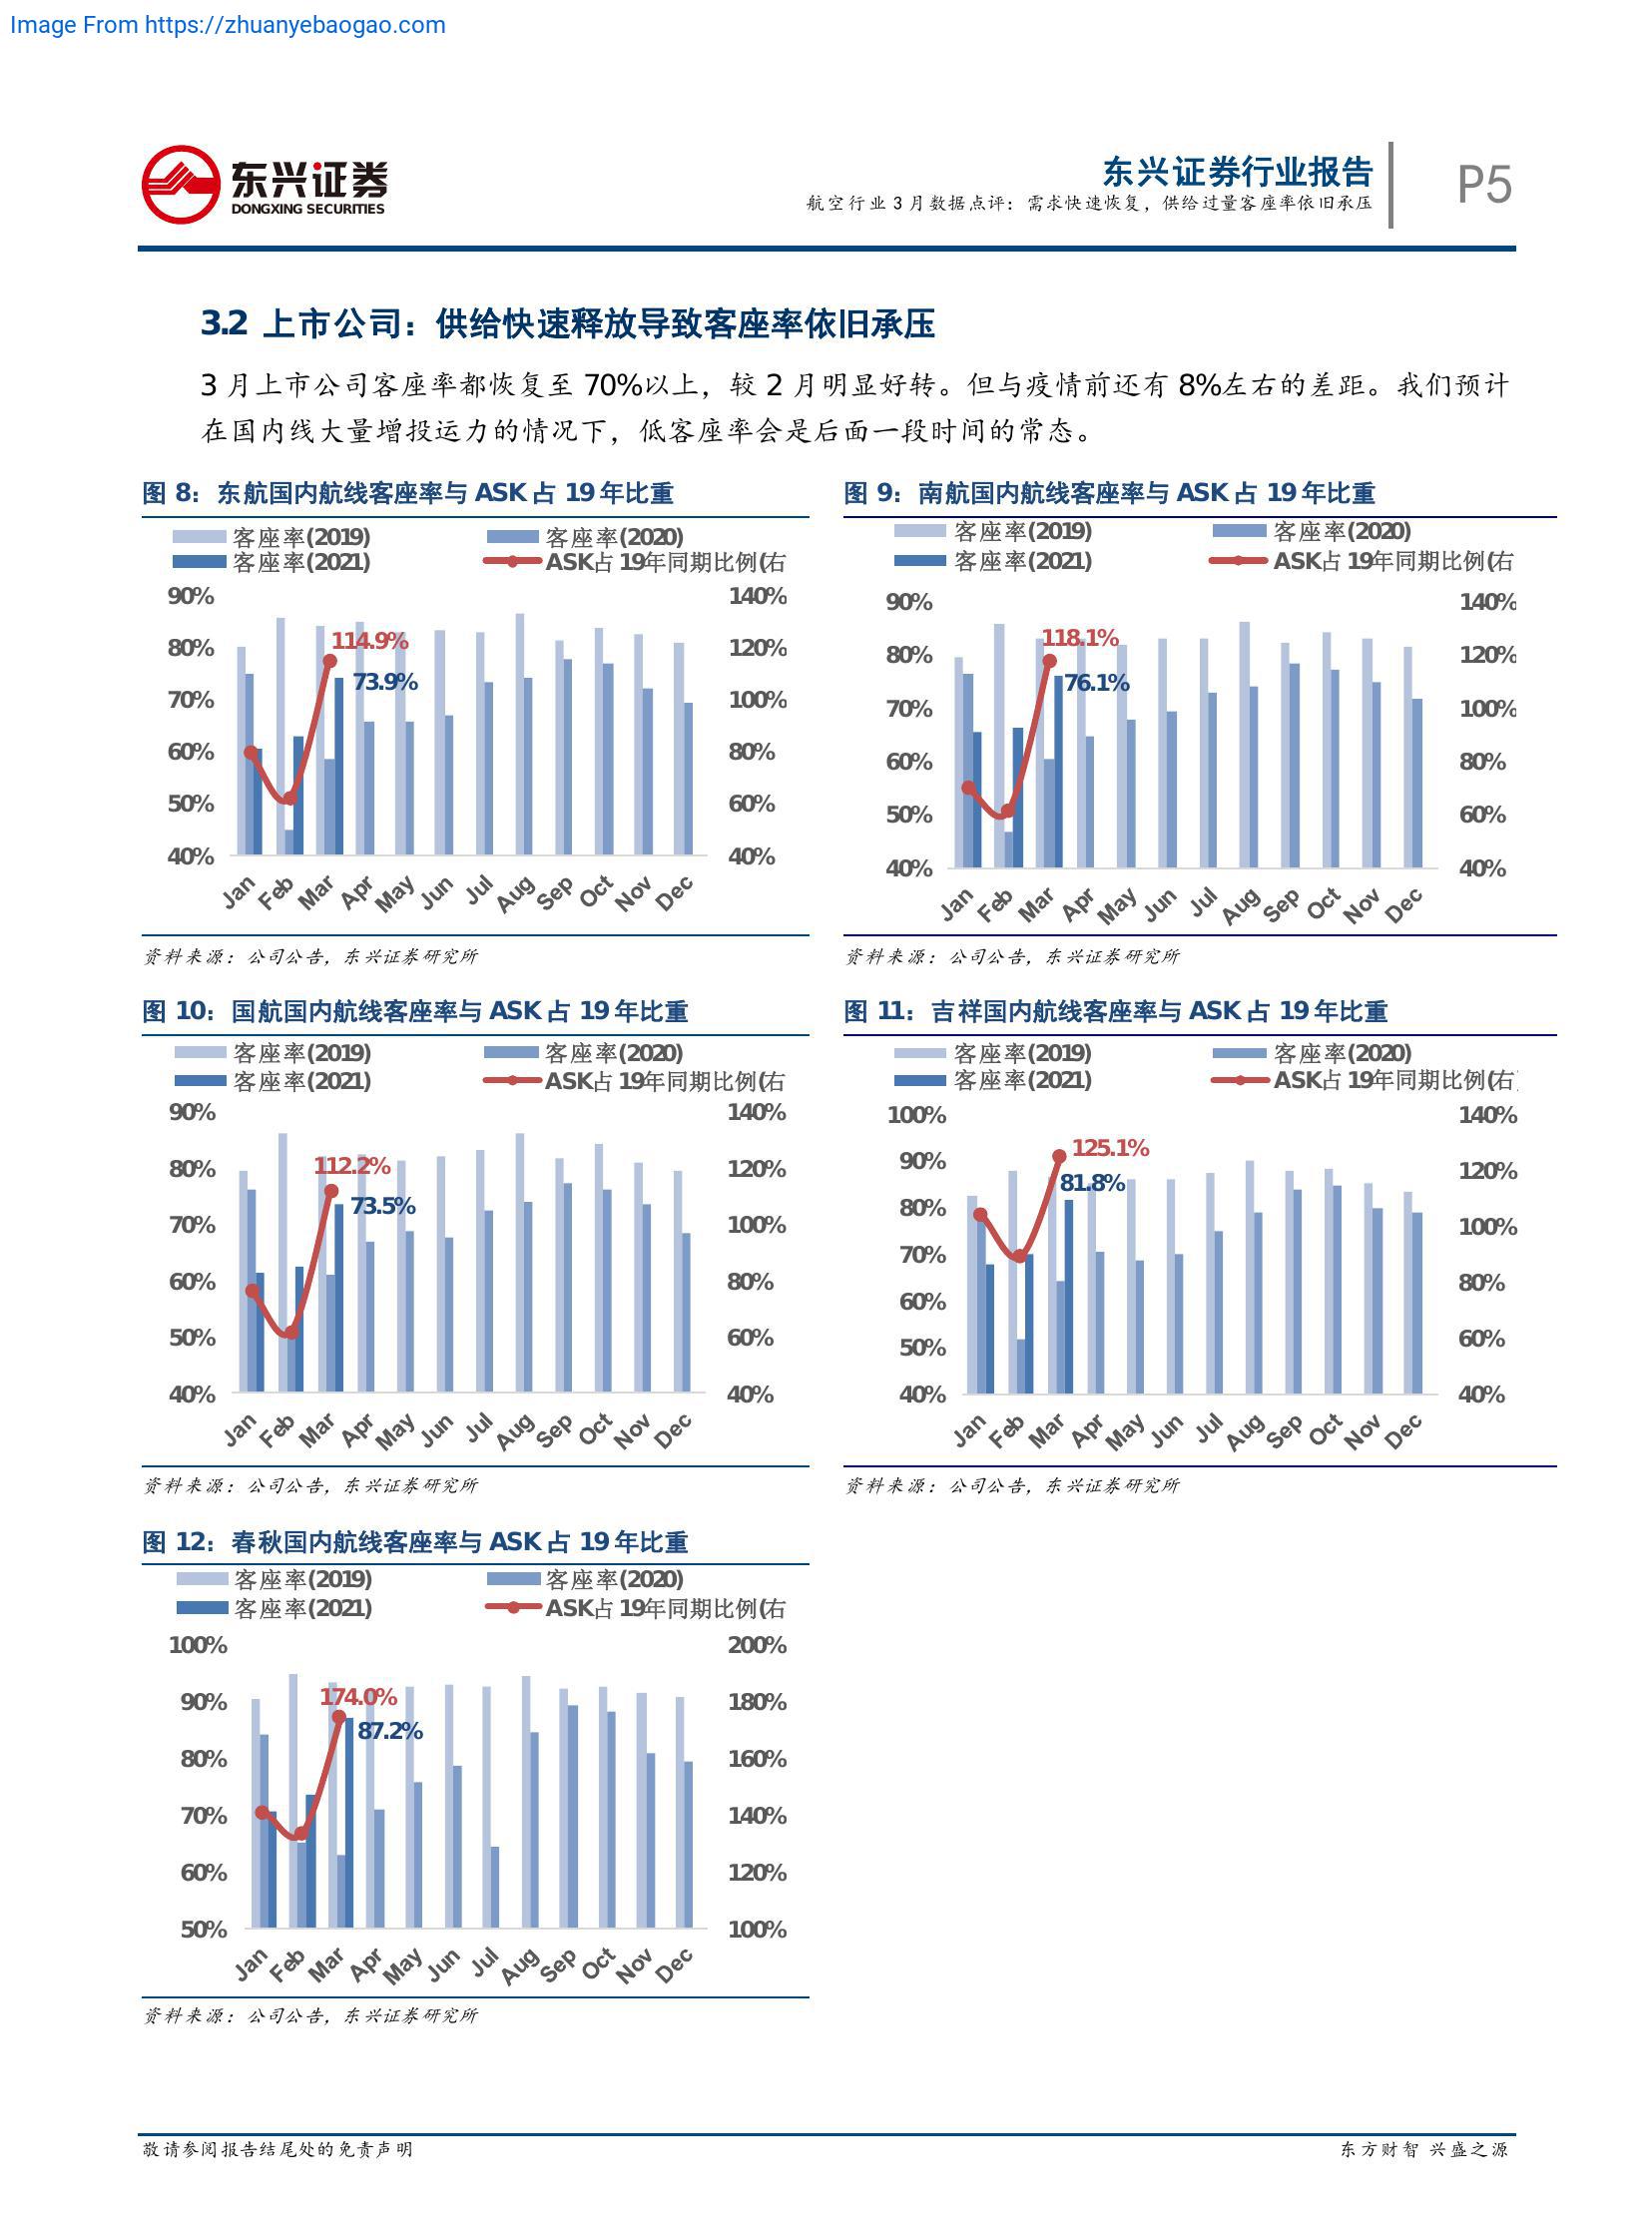 Image From https://zhuanyebaogao.com
东兴证券
DONGXING SECURITIES
东兴证券行业报告
航空行业 3 月数据点评：需求快速恢复，供给过量客座率依旧承压
P5
3.2 上市公司：供给快速释放导致客座率依旧承压
3 月上市公司客座率都恢复至 70%以上，较 2 月明显好转。但与疫情前还有 8%左右的差距。我们预计
在国内线大量增投运力的情况下，低客座率会是后面一段时间的常态。
图 8：东航国内航线客座率与 ASK 占 19 年比重
客座率(2019) 客座率(2020)
客座率(2021) ASK占 19年同期比例(右
90% 140%
80% 120%
70% 100%
60% 80%
50% 60%
40% 40%
114.9%
73.9%
Jan Feb Mar Apr May Jun Jul Aug Sep Oct Nov Dec
资料来源：公司公告，东兴证券研究所
图 9：南航国内航线客座率与 ASK 占 19 年比重
客座率(2019) 客座率(2020)
客座率(2021) ASK占 19年同期比例(右
90% 140%
80% 120%
70% 100%
60% 80%
50% 60%
40% 40%
118.1%
76.1%
Jan Feb Mar Apr May Jun Jul Aug Sep Oct Nov Dec
资料来源：公司公告，东兴证券研究所
图 10：国航国内航线客座率与 ASK 占 19 年比重
客座率(2019) 客座率(2020)
客座率(2021) ASK占 19年同期比例(右
90% 140%
80% 120%
70% 100%
60% 80%
50% 60%
40% 40%
112.2%
73.5%
Jan Feb Mar Apr May Jun Jul Aug Sep Oct Nov Dec
资料来源：公司公告，东兴证券研究所
图 11：吉祥国内航线客座率与 ASK 占 19 年比重
客座率(2019) 客座率(2020)
客座率(2021) ASK占 19年同期比例(右
100% 140%
90% 120%
80% 100%
70% 80%
60% 60%
50% 40%
40%
125.1%
81.8%
Jan Feb Mar Apr May Jun Jul Aug Sep Oct Nov Dec
资料来源：公司公告，东兴证券研究所
图 12：春秋国内航线客座率与 ASK 占 19 年比重
客座率(2019) 客座率(2020)
客座率(2021) ASK占 19年同期比例(右
100% 200%
90% 180%
80% 160%
70% 140%
60% 120%
50% 100%
174.0%
87.2%
Jan Feb Mar Apr May Jun Jul Aug Sep Oct Nov Dec
资料来源：公司公告，东兴证券研究所
敬请参阅报告结尾处的免责声明
东方财智 兴盛之源